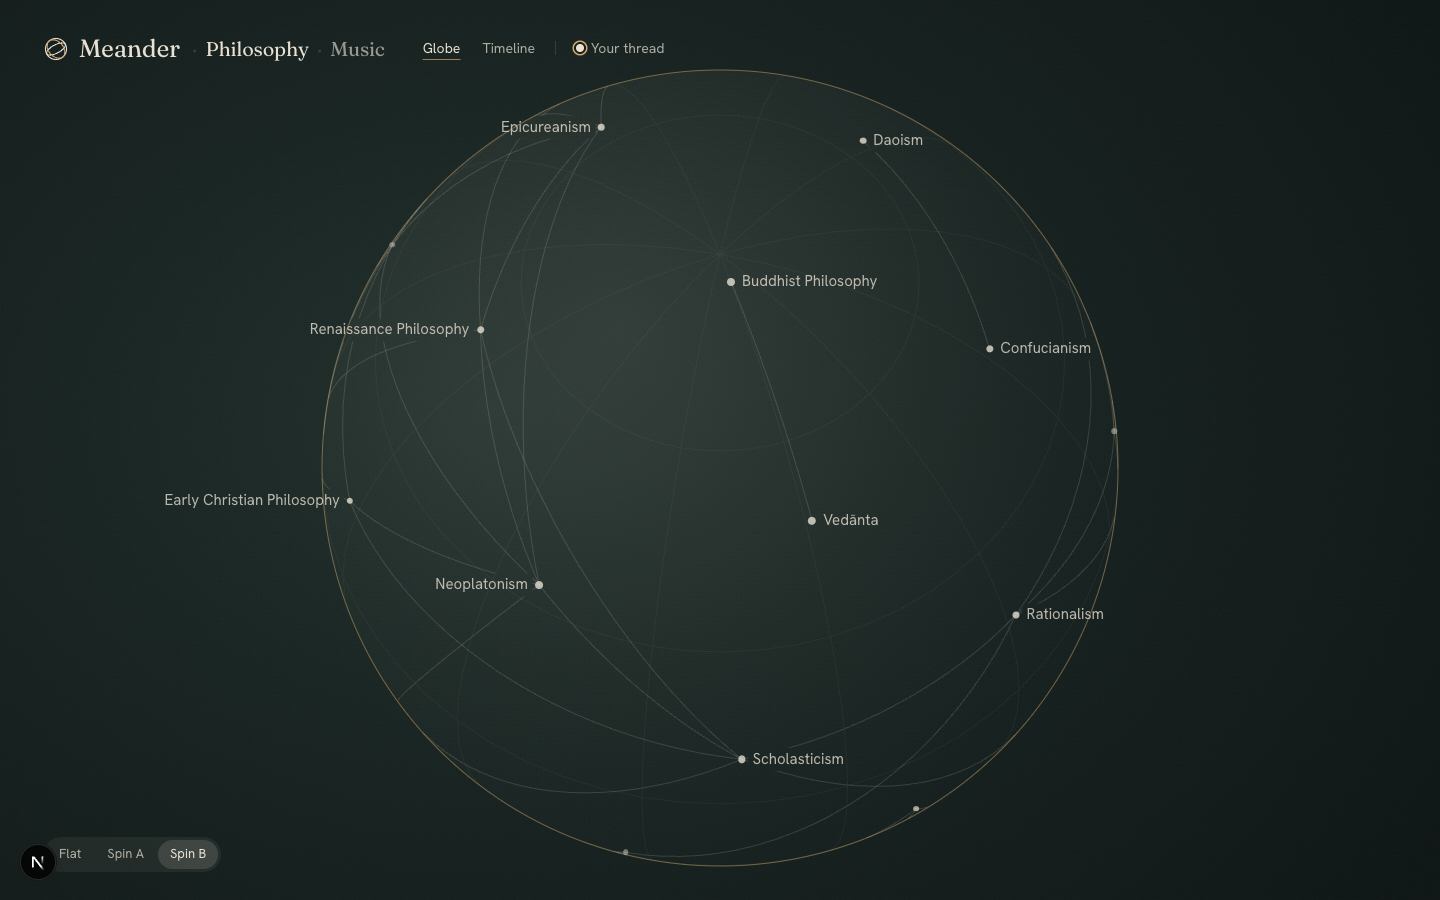 Meander · Philosophy · Music Globe Timeline Your thread
Epicureanism
Daoism
Buddhist Philosophy
Renaissance Philosophy
Confucianism
Early Christian Philosophy
Vedānta
Neoplatonism
Rationalism
Scholasticism
N Flat Spin A Spin B